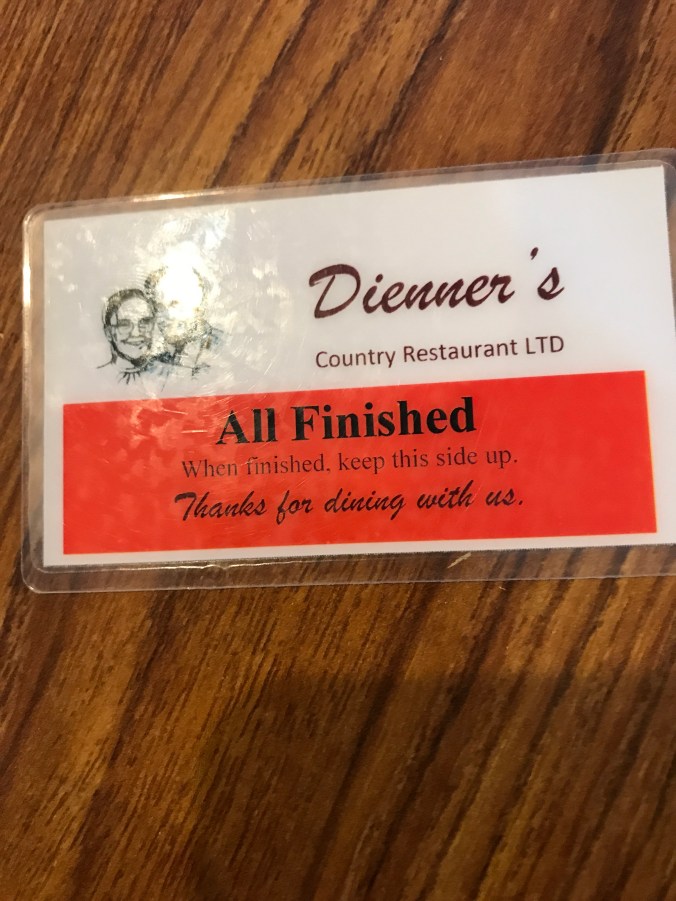 Dienner's
Country Restaurant LTD
All Finished
When finished, keep this side up.
Thanks for dining with us.